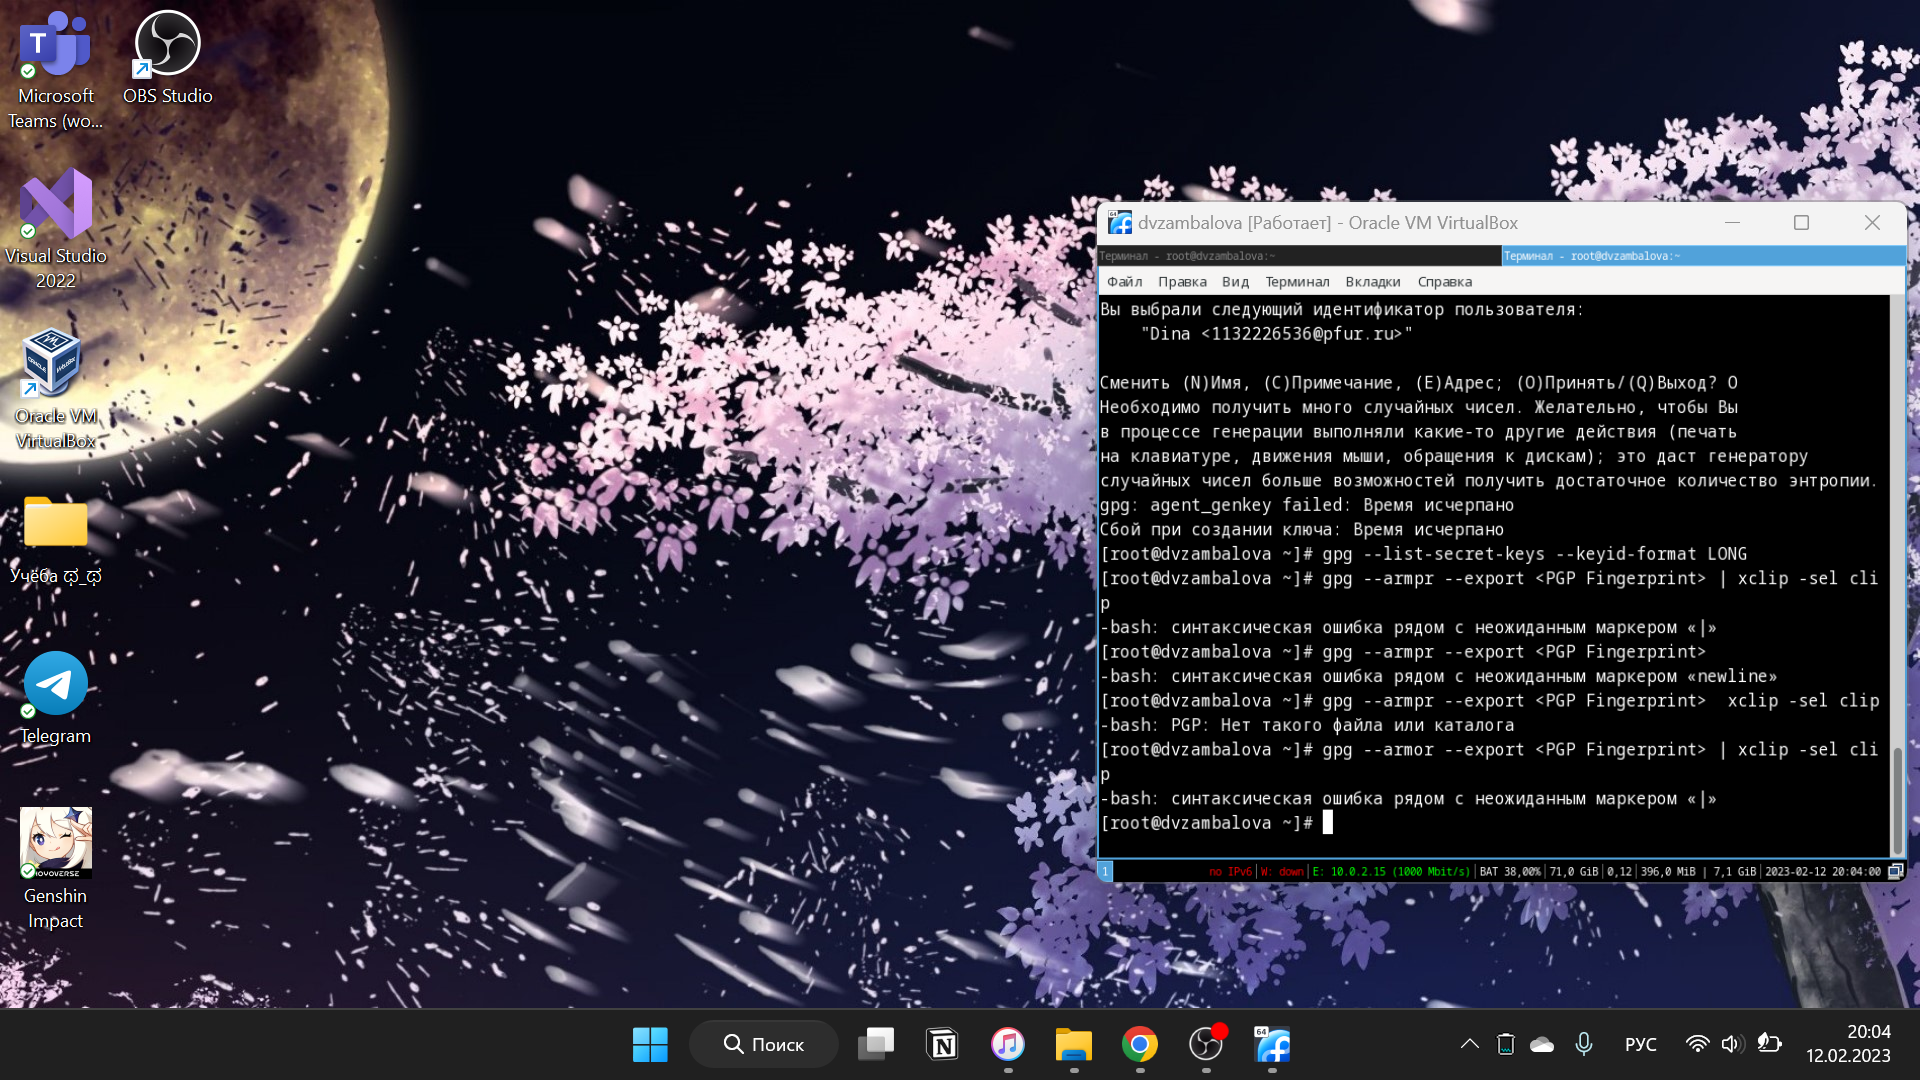 Microsoft
Teams (wo...
OBS Studio
Visual Studio
2022
Oracle VM
VirtualBox
Учёба ಥ_ಥ
Telegram
HOYOVERSE
Genshin
Impact
dvzambalova [Работает] - Oracle VM VirtualBox
Терминал - root@dvzambalova:~
Терминал - root@dvzambalova:~
Файл Правка Вид Терминал Вкладки Справка
Вы выбрали следующий идентификатор пользователя:
"Dina <1132226536@pfur.ru>"
Сменить (N)Имя, (C)Примечание, (E)Адрес; (O)Принять/(Q)Выход? O
Необходимо получить много случайных чисел. Желательно, чтобы Вы
в процессе генерации выполняли какие-то другие действия (печать
на клавиатуре, движения мыши, обращения к дискам); это даст генератору
случайных чисел больше возможностей получить достаточное количество энтропии.
gpg: agent_genkey failed: Время исчерпано
Сбой при создании ключа: Время исчерпано
[root@dvzambalova ~]# gpg --list-secret-keys --keyid-format LONG
[root@dvzambalova ~]# gpg --armpr --export <PGP Fingerprint> | xclip -sel cli
p
-bash: синтаксическая ошибка рядом с неожиданным маркером «|»
[root@dvzambalova ~]# gpg --armpr --export <PGP Fingerprint>
-bash: синтаксическая ошибка рядом с неожиданным маркером «newline»
[root@dvzambalova ~]# gpg --armpr --export <PGP Fingerprint>  xclip -sel clip
-bash: PGP: Нет такого файла или каталога
[root@dvzambalova ~]# gpg --armor --export <PGP Fingerprint> | xclip -sel cli
p
-bash: синтаксическая ошибка рядом с неожиданным маркером «|»
[root@dvzambalova ~]#
1 no IPv6 | W: down | E: 10.0.2.15 (1000 Mbit/s) | BAT 38,00% | 71,0 GiB | 0,12 | 396,0 MiB | 7,1 GiB | 2023-02-12 20:04:00
Поиск
64
РУС
20:04
12.02.2023